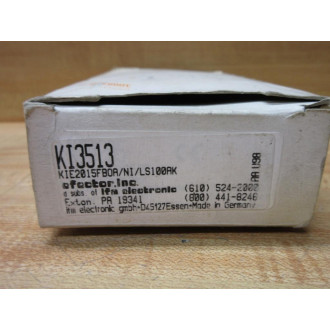 KI3513
KIE2015FBOA/NI/LS100AK
efector,inc.
a subs. of ifm electronic (610) 524-2000
Exton, PA 19341 (800) 441-8246
ifm electronic gmbh·D45127Essen·Made in Germany